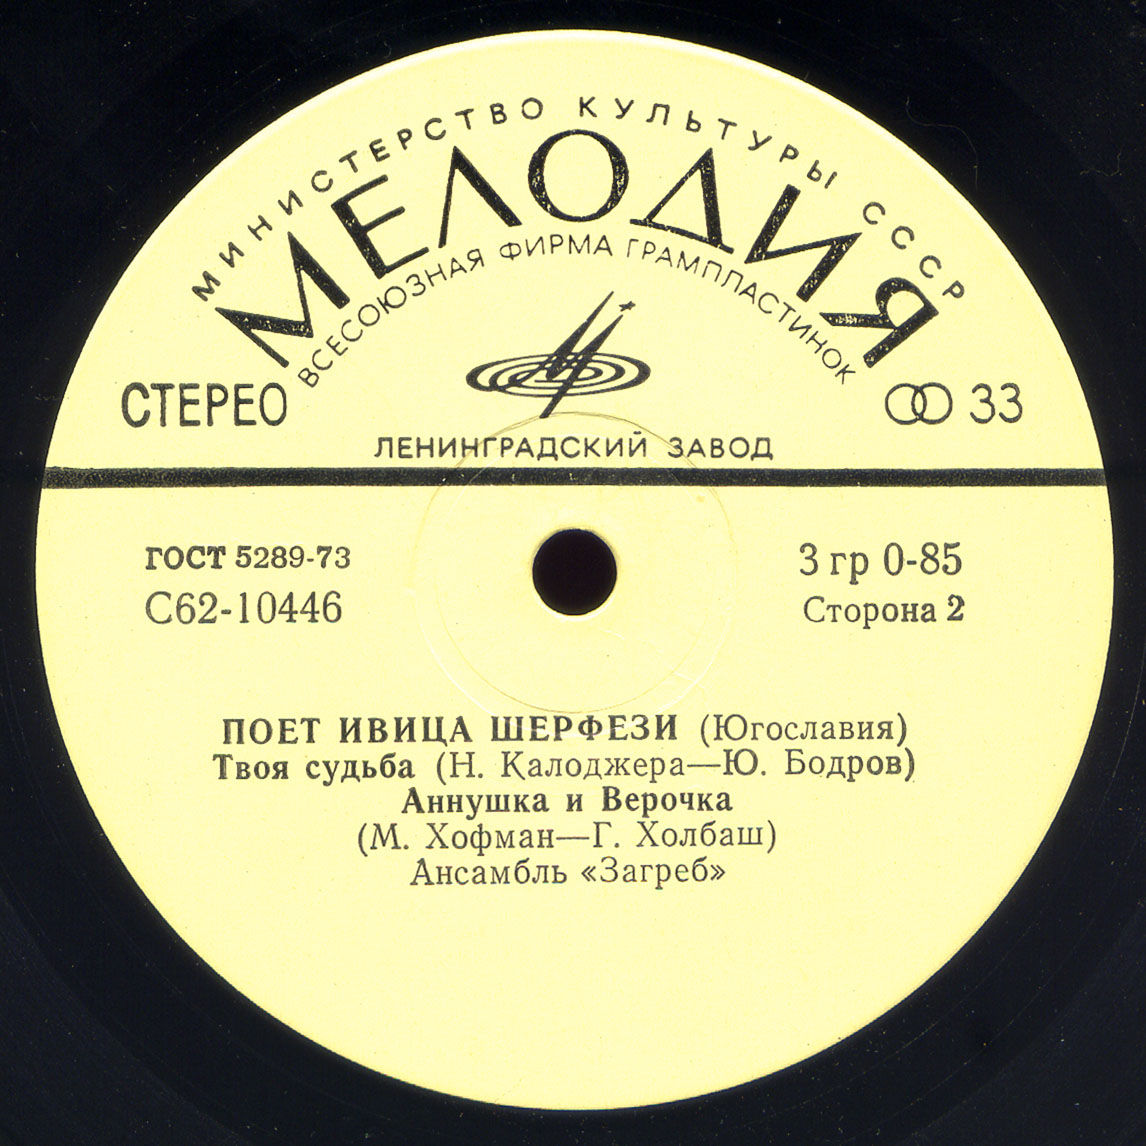 МИНИСТЕРСТВО КУЛЬТУРЫ СССР
МЕЛОДИЯ
ВСЕСОЮЗНАЯ ФИРМА ГРАМПЛАСТИНОК
СТЕРЕО
33
ЛЕНИНГРАДСКИЙ ЗАВОД
ГОСТ 5289-73
3 гр 0-85
С62-10446
Сторона 2
ПОЕТ ИВИЦА ШЕРФЕЗИ (Югославия)
Твоя судьба (Н. Калоджера—Ю. Бодров)
Аннушка и Верочка
(М. Хофман—Г. Холбаш)
Ансамбль «Загреб»